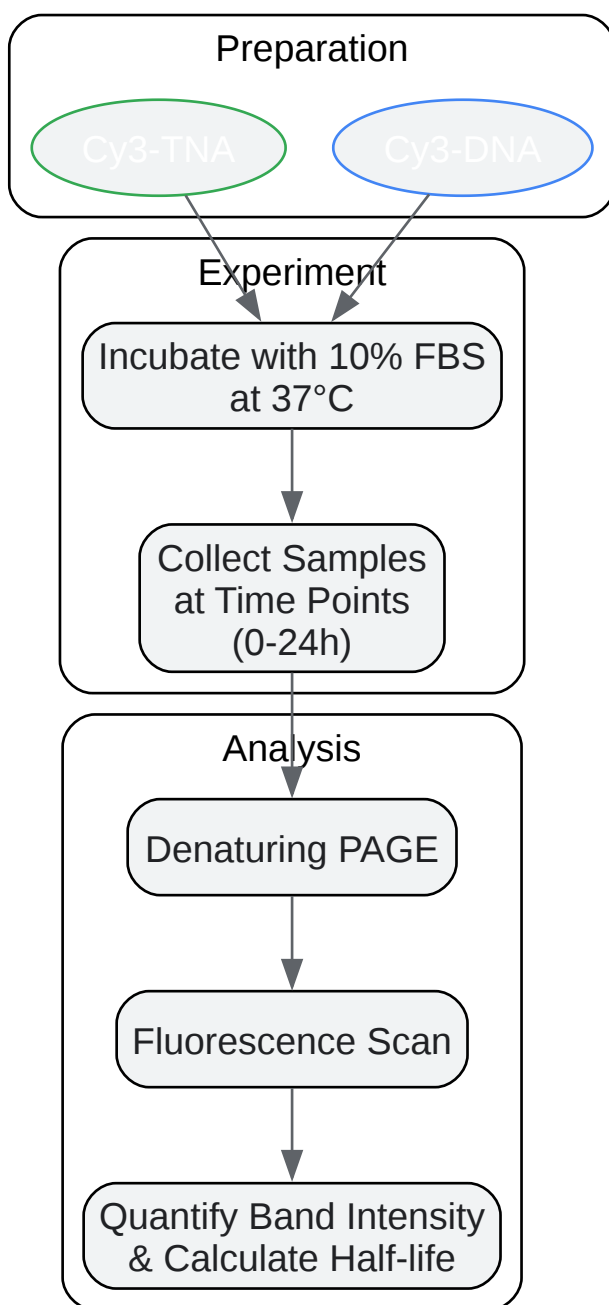 Preparation
Cy3-TNA
Cy3-DNA
Experiment
Incubate with 10% FBS
at 37°C
Collect Samples
at Time Points
(0-24h)
Analysis
Denaturing PAGE
Fluorescence Scan
Quantify Band Intensity
& Calculate Half-life